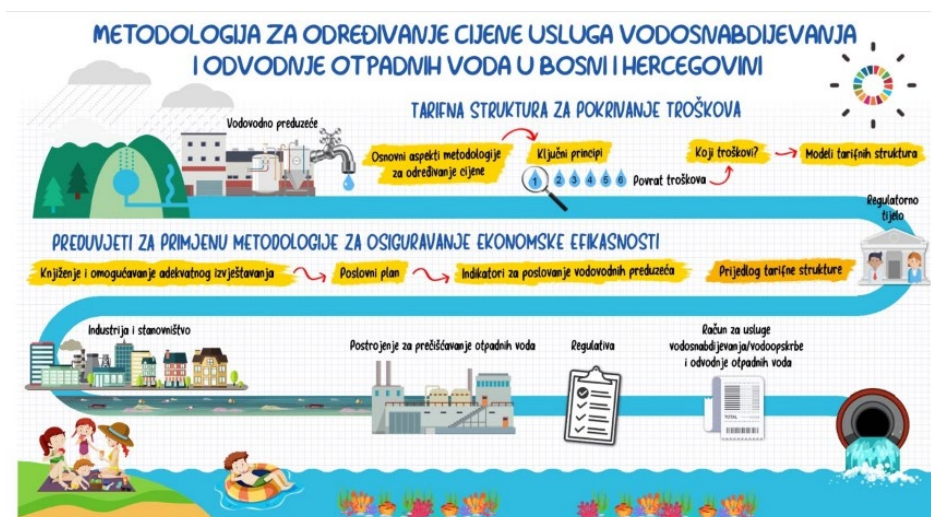 METODOLOGIJA ZA ODREĐIVANJE CIJENE USLUGA VODOSNABDIJEVANJA
I ODVODNJE OTPADNIH VODA U BOSNI I HERCEGOVINI
TARIFNA STRUKTURA ZA POKRIVANJE TROŠKOVA
Vodovodno preduzeće
Osnovni aspekti metodologije
za određivanje cijene
Ključni principi
1 2 3 4 5 6
Povrat troškova
Koji troškovi?
Modeli tarifnih struktura
Regulatorno
tijelo
PREDUVJETI ZA PRIMJENU METODOLOGIJE ZA OSIGURAVANJE EKONOMSKE EFIKASNOSTI
Knjiženje i omogućavanje adekvatnog izvještavanja
Poslovni plan
Indikatori za poslovanje vodovodnih preduzeća
Prijedlog tarifne strukture
Industrija i stanovništvo
Postrojenje za prečišćavanje otpadnih voda
Regulativa
Račun za usluge
vodosnabdijevanja/vodoopskrbe
i odvodnje otpadnih voda
TOTAL